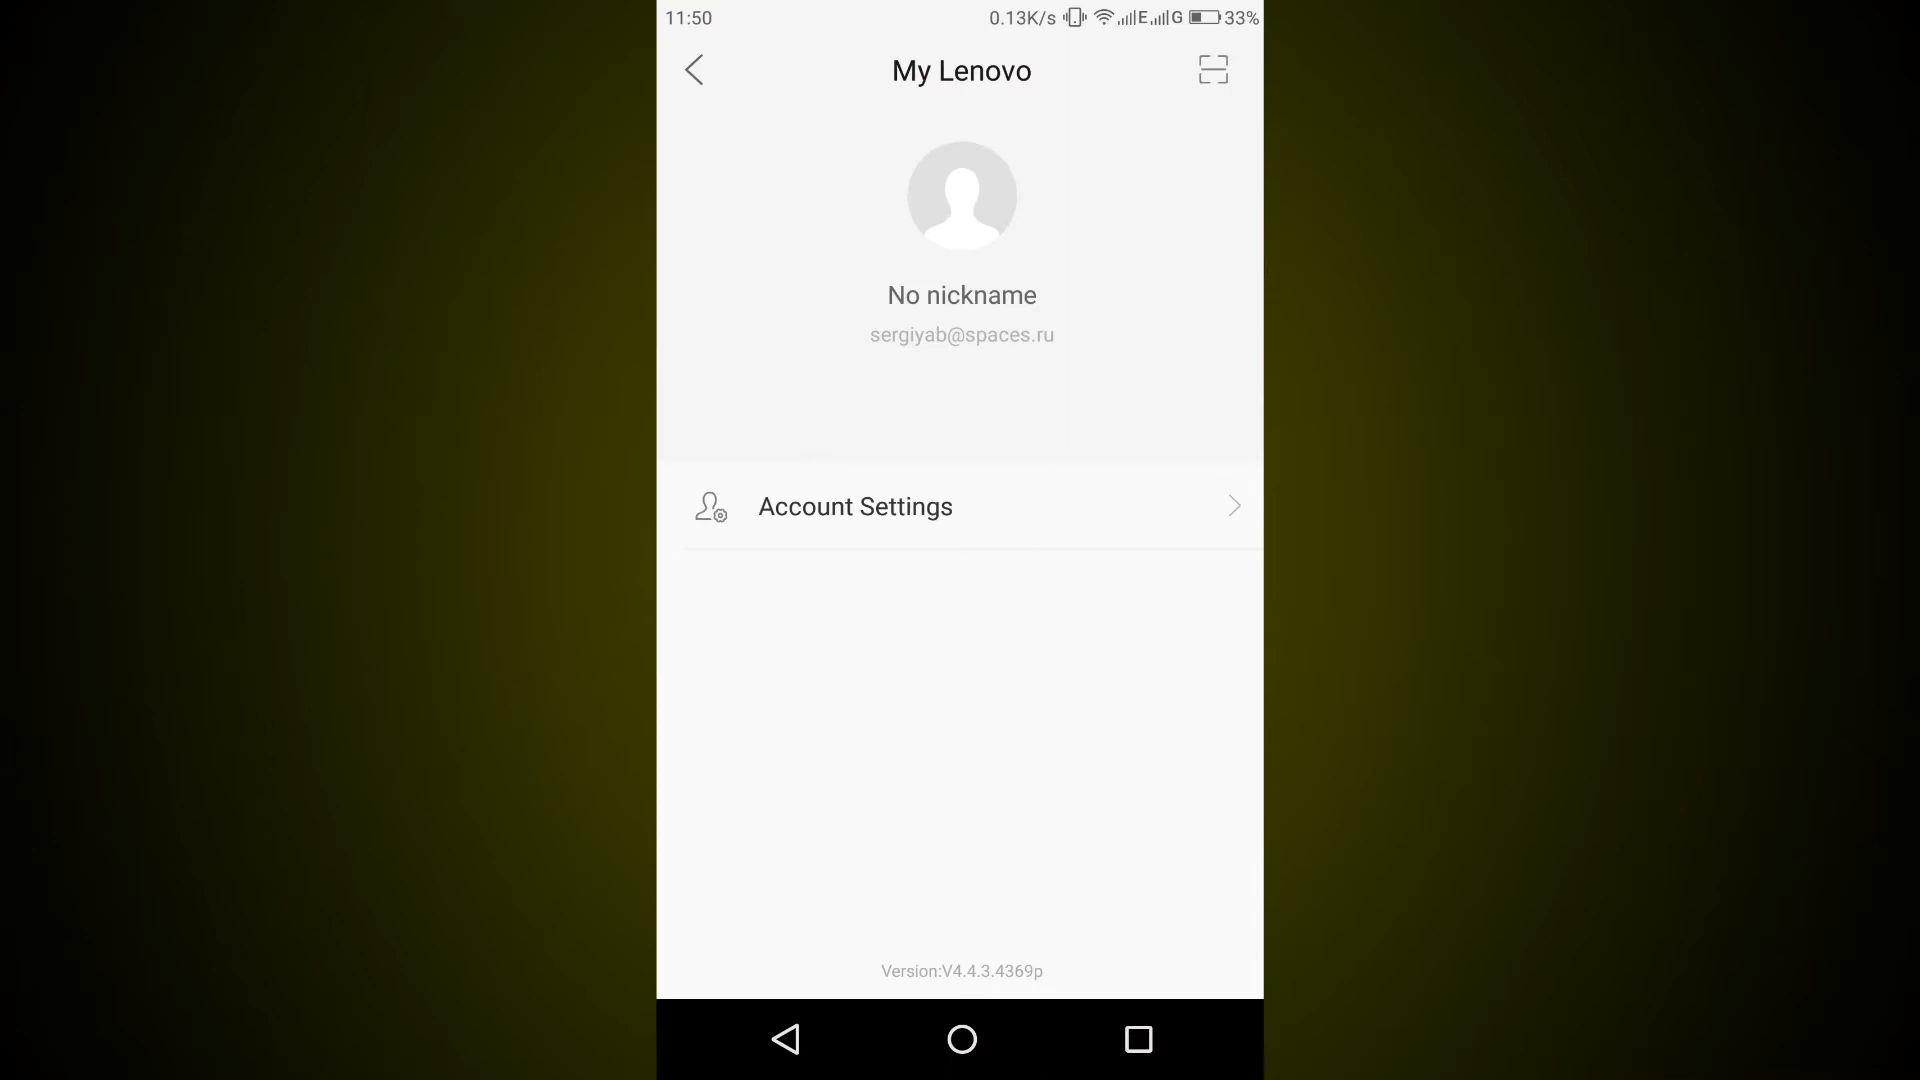 11:50 0.13K/s E G 33%
My Lenovo
No nickname
sergiyab@spaces.ru
Account Settings
Version:V4.4.3.4369p